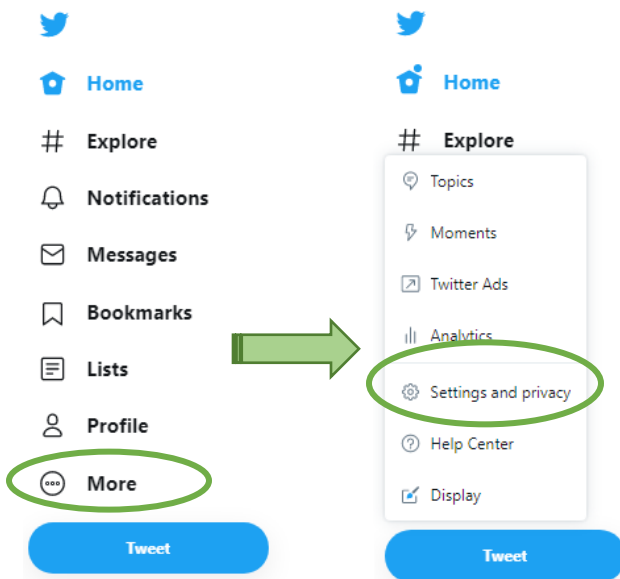 Home
Explore
Notifications
Messages
Bookmarks
Lists
Profile
More
Tweet
Home
Explore
Topics
Moments
Twitter Ads
Analytics
Settings and privacy
Help Center
Display
Tweet